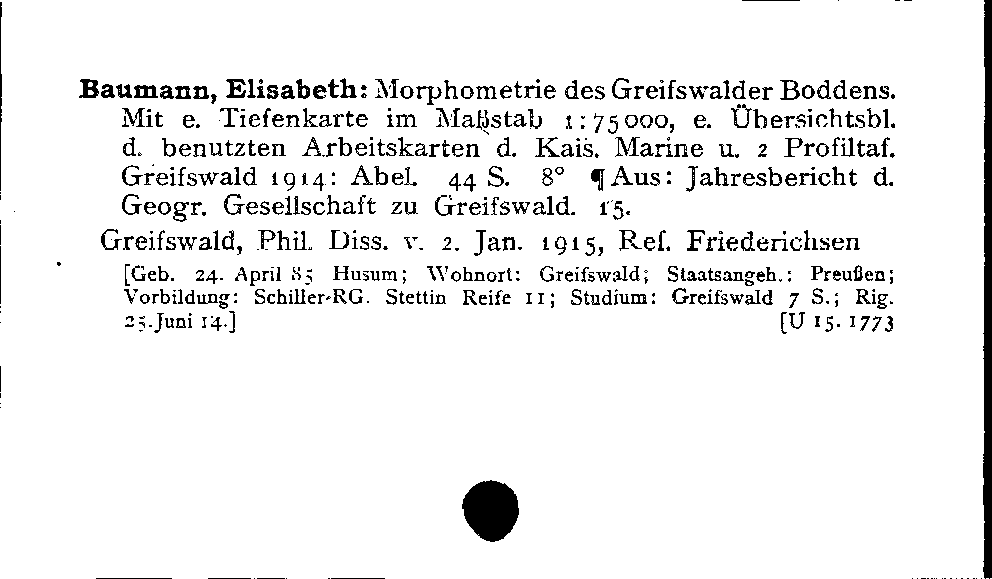 Baumann, Elisabeth: Morphometrie des Greifswalder Boddens.
Mit e. Tiefenkarte im Maßstab 1:75000, e. Übersichtsbl.
d. benutzten Arbeitskarten d. Kais. Marine u. 2 Profiltaf.
Greifswald 1914: Abel. 44 S. 8° ¶ Aus: Jahresbericht d.
Geogr. Gesellschaft zu Greifswald. 15.
Greifswald, Phil. Diss. v. 2. Jan. 1915, Ref. Friederichsen
[Geb. 24. April 85 Husum; Wohnort: Greifswald; Staatsangeh.: Preußen;
Vorbildung: Schiller-RG. Stettin Reife 11; Studium: Greifswald 7 S.; Rig.
25. Juni 14.] [U 15. 1773